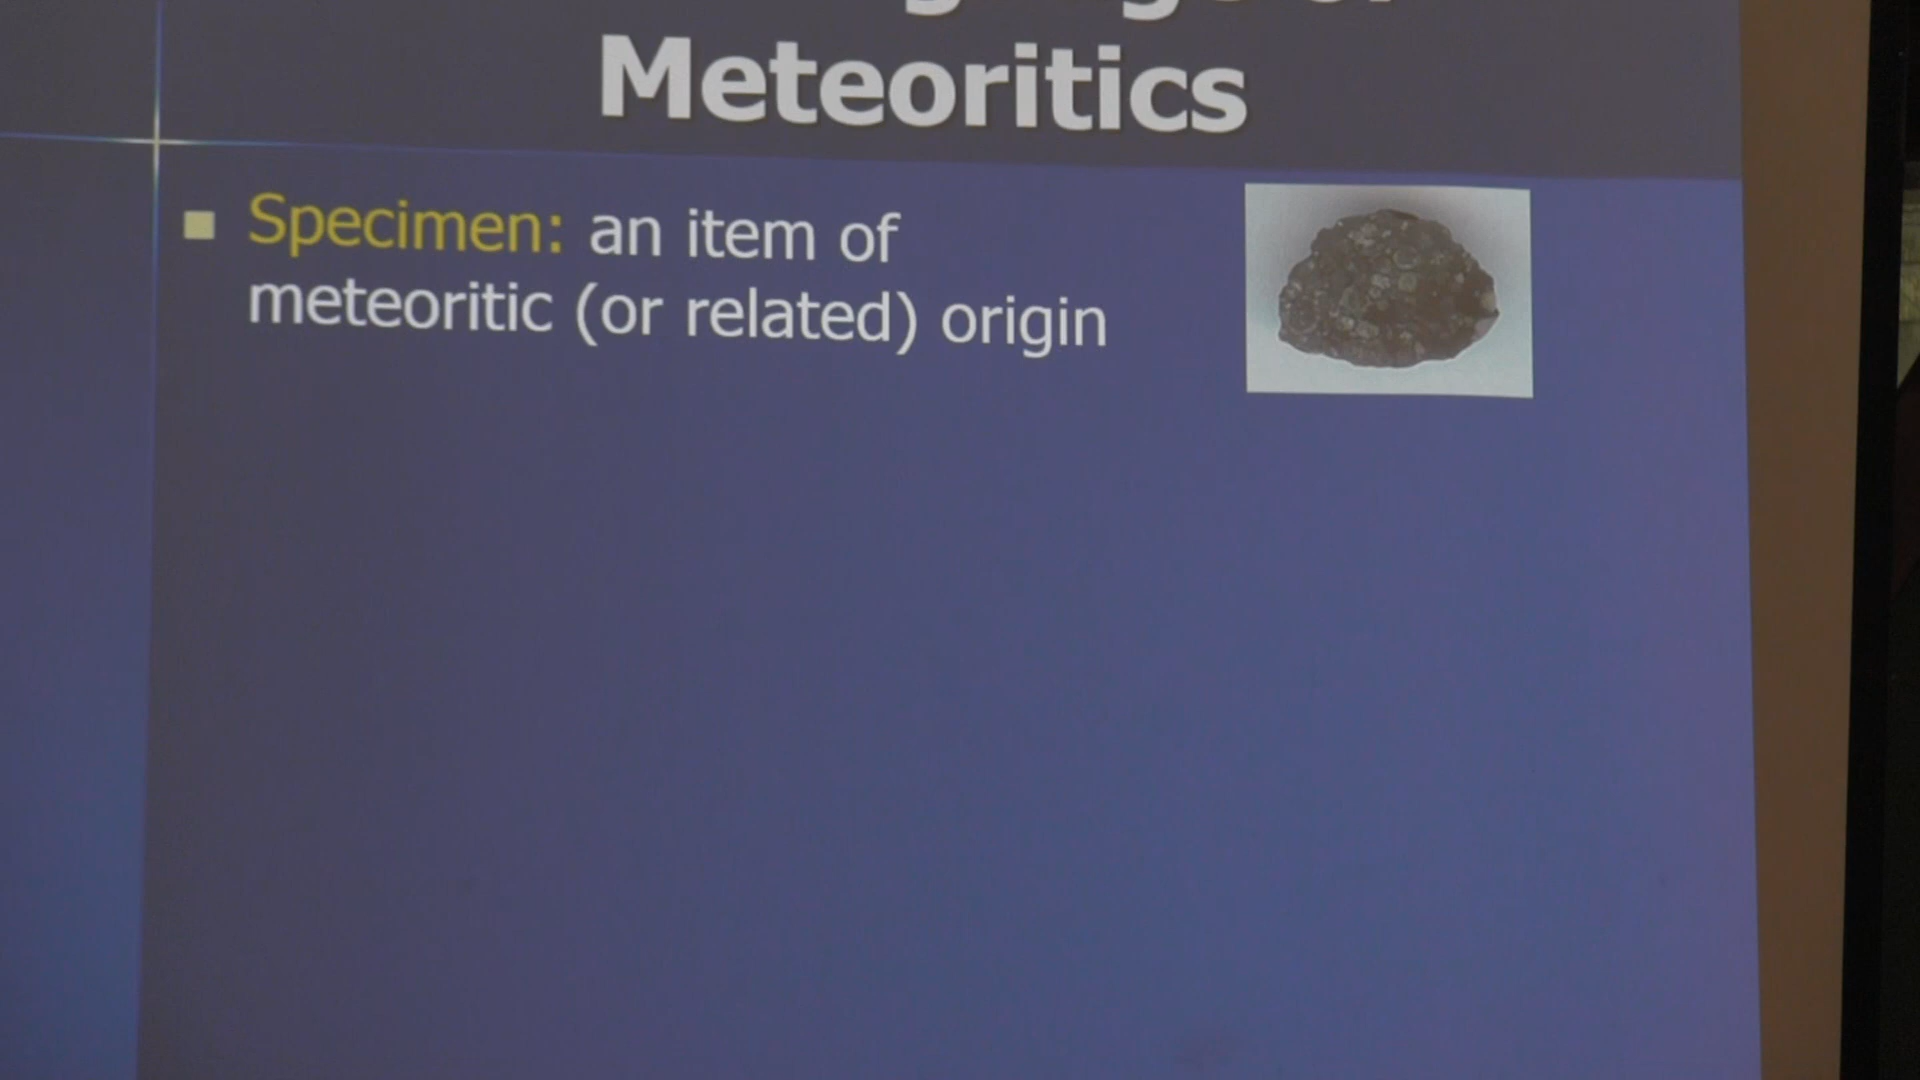 Meteoritics
Specimen: an item of
meteoritic (or related) origin